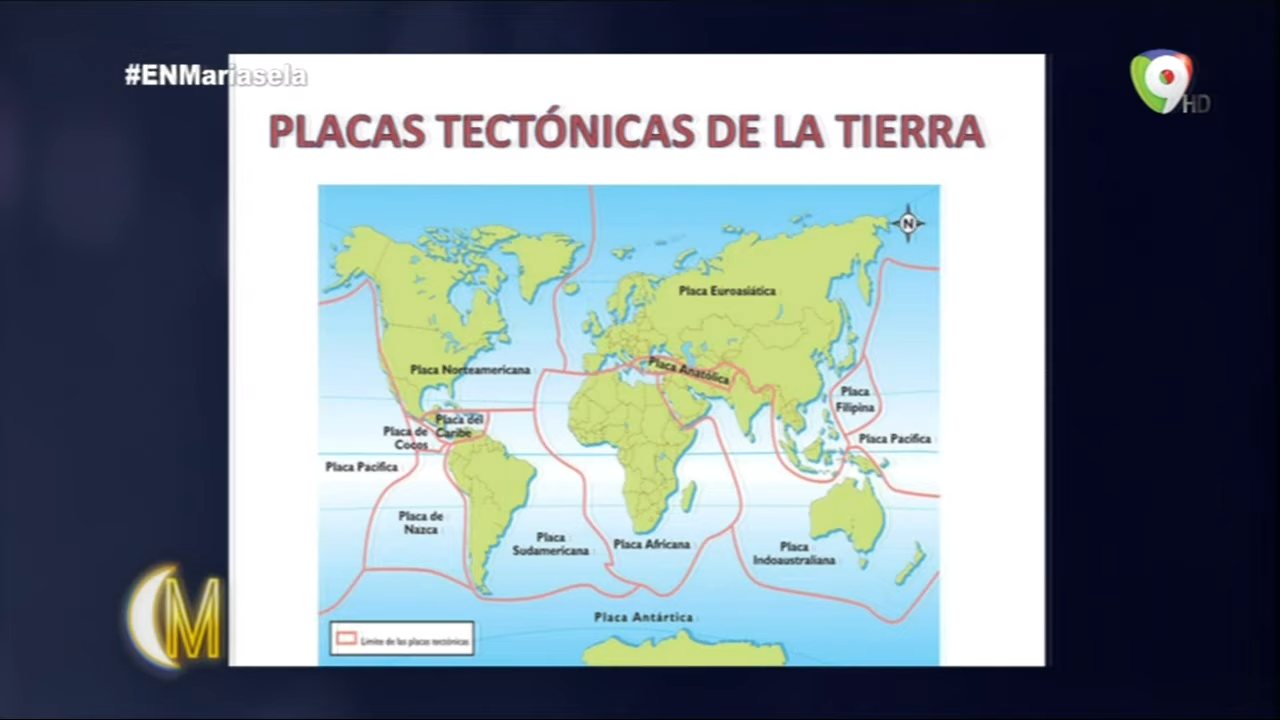 #ENMariasela
9
HD
PLACAS TECTÓNICAS DE LA TIERRA
N
Placa Euroasiática
Placa Norteamericana
Placa Anatólica
Placa
Filipina
Placa del
Caribe
Placa de
Cocos
Placa Pacífica
Placa Pacífica
Placa de
Nazca
Placa
Sudamericana
Placa Africana
Placa
Indoaustraliana
Placa Antártica
Límite de las placas tectónicas
M